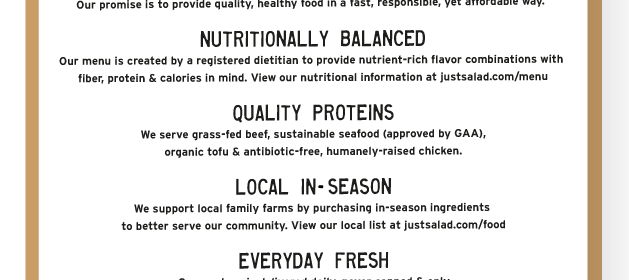 Our promise is to provide quality, healthy food in a fast, responsible, yet affordable way.
NUTRITIONALLY BALANCED
Our menu is created by a registered dietitian to provide nutrient-rich flavor combinations with
fiber, protein & calories in mind. View our nutritional information at justsalad.com/menu
QUALITY PROTEINS
We serve grass-fed beef, sustainable seafood (approved by GAA),
organic tofu & antibiotic-free, humanely-raised chicken.
LOCAL IN-SEASON
We support local family farms by purchasing in-season ingredients
to better serve our community. View our local list at justsalad.com/food
EVERYDAY FRESH